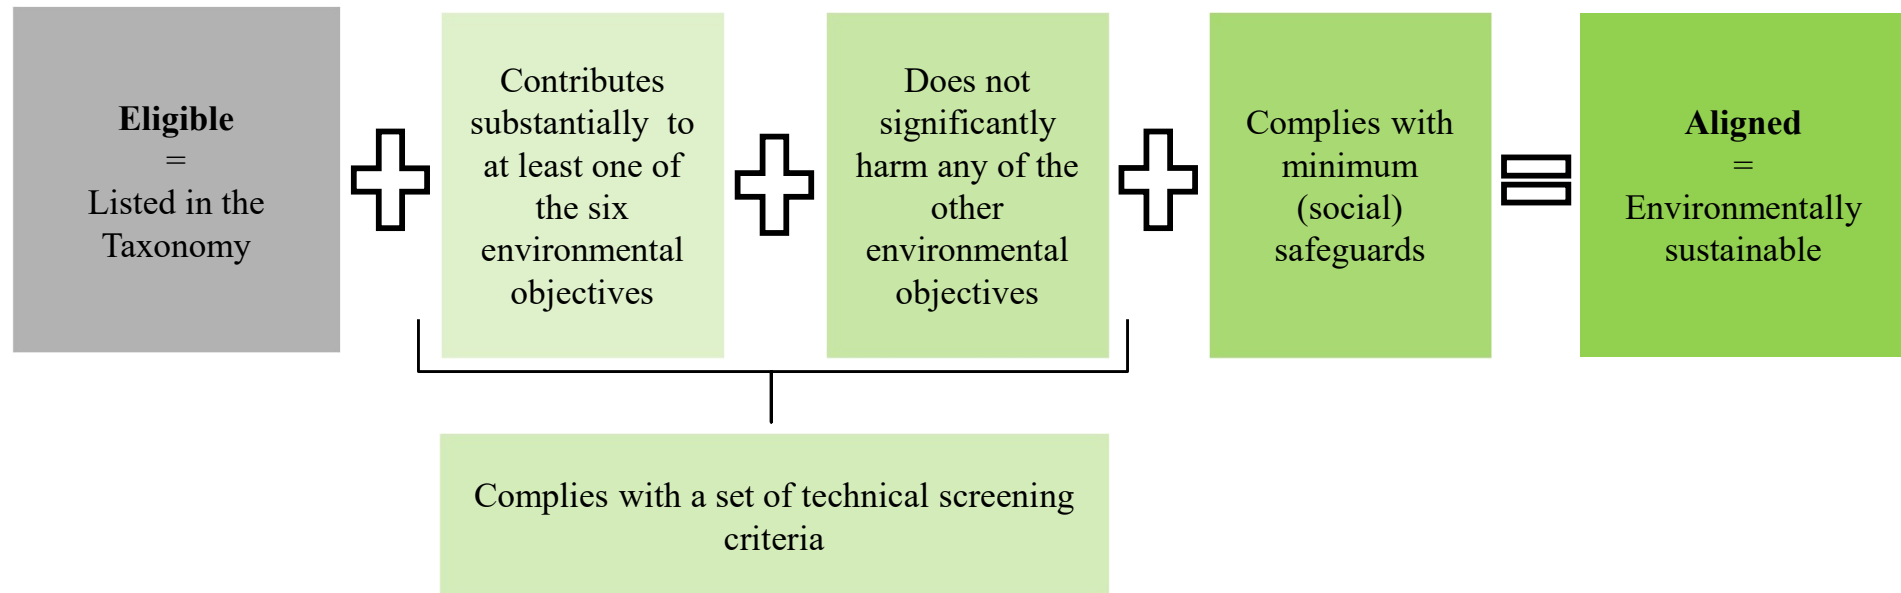 Eligible
=
Listed in the
Taxonomy
Contributes
substantially to
at least one of
the six
environmental
objectives
Does not
significantly
harm any of the
other
environmental
objectives
Complies with
minimum
(social)
safeguards
Aligned
=
Environmentally
sustainable
Complies with a set of technical screening
criteria